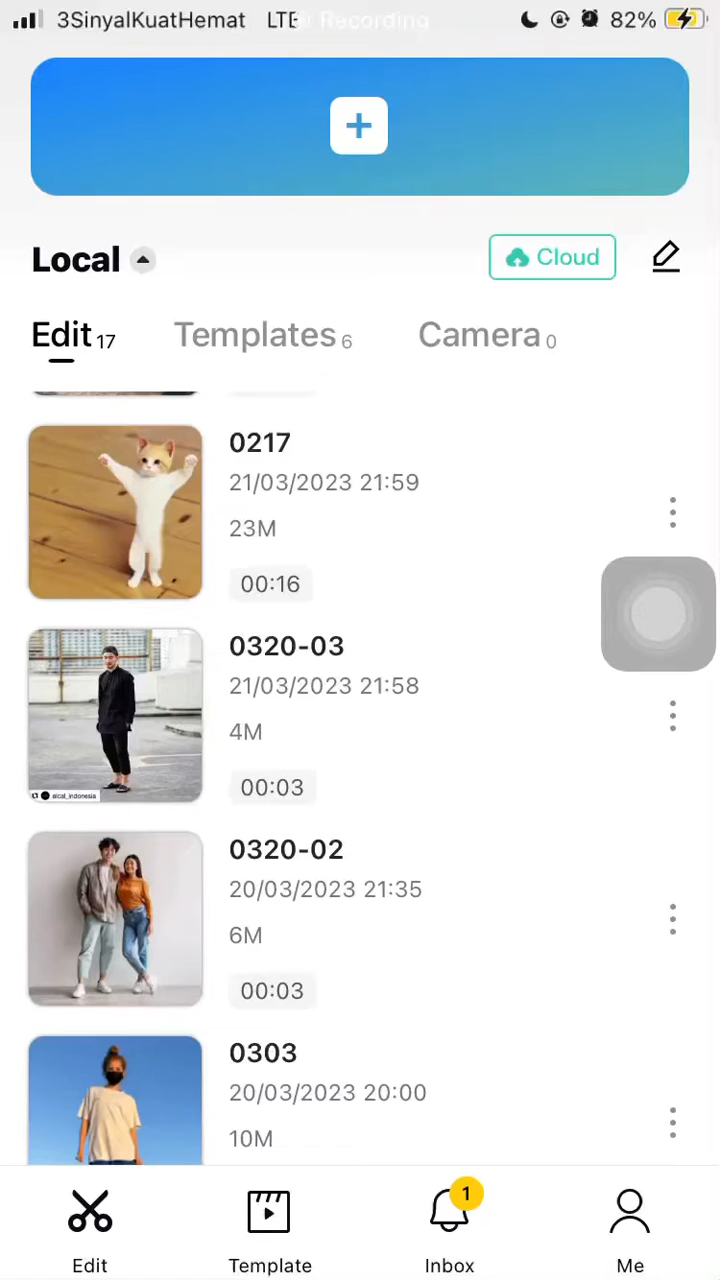 3SinyalKuatHemat LTE Recording 82%
Local
Cloud
Edit 17 Templates 6 Camera 0
0217
21/03/2023 21:59
23M
00:16
0320-03
21/03/2023 21:58
4M
00:03
0320-02
20/03/2023 21:35
6M
00:03
0303
20/03/2023 20:00
10M
1
Edit Template Inbox Me